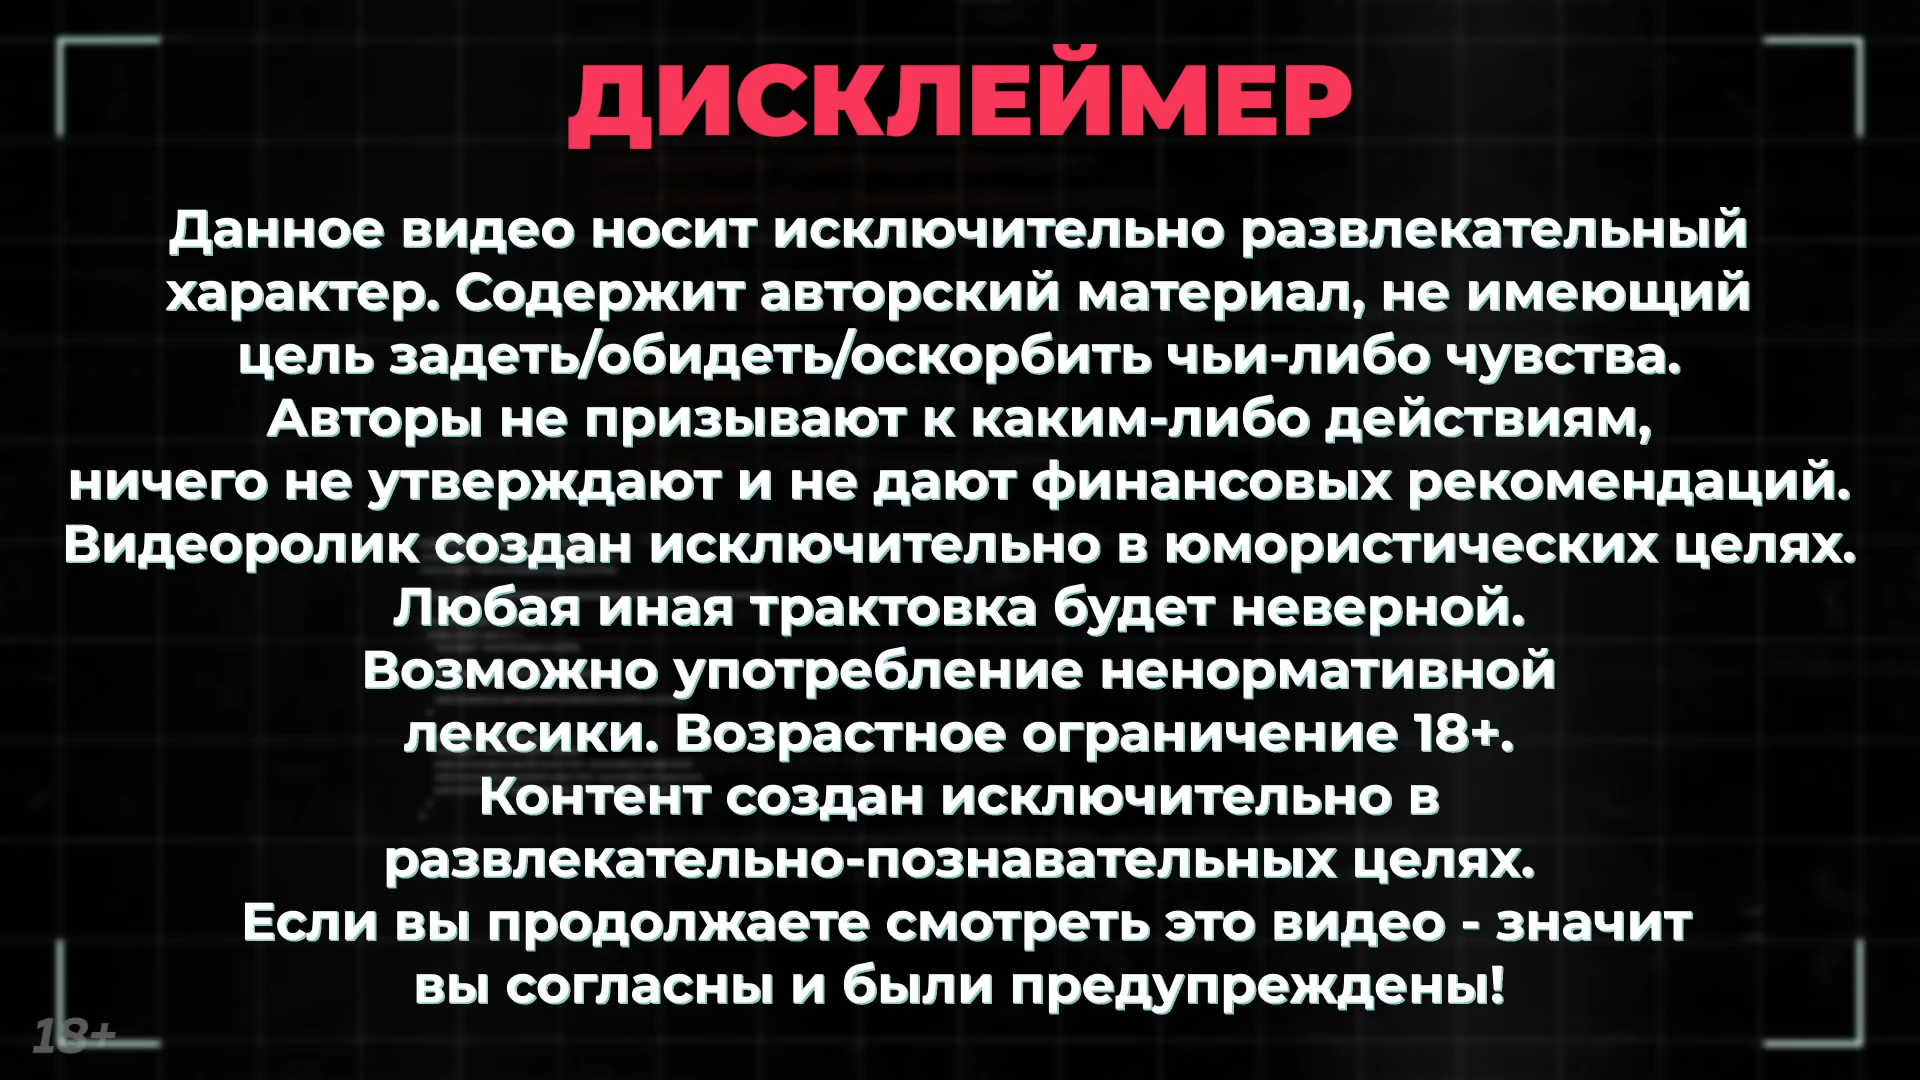 ДИСКЛЕЙМЕР
Данное видео носит исключительно развлекательный
характер. Содержит авторский материал, не имеющий
цель задеть/обидеть/оскорбить чьи-либо чувства.
Авторы не призывают к каким-либо действиям,
ничего не утверждают и не дают финансовых рекомендаций.
Видеоролик создан исключительно в юмористических целях.
Любая иная трактовка будет неверной.
Возможно употребление ненормативной
лексики. Возрастное ограничение 18+.
Контент создан исключительно в
развлекательно-познавательных целях.
Если вы продолжаете смотреть это видео - значит
вы согласны и были предупреждены!
18+